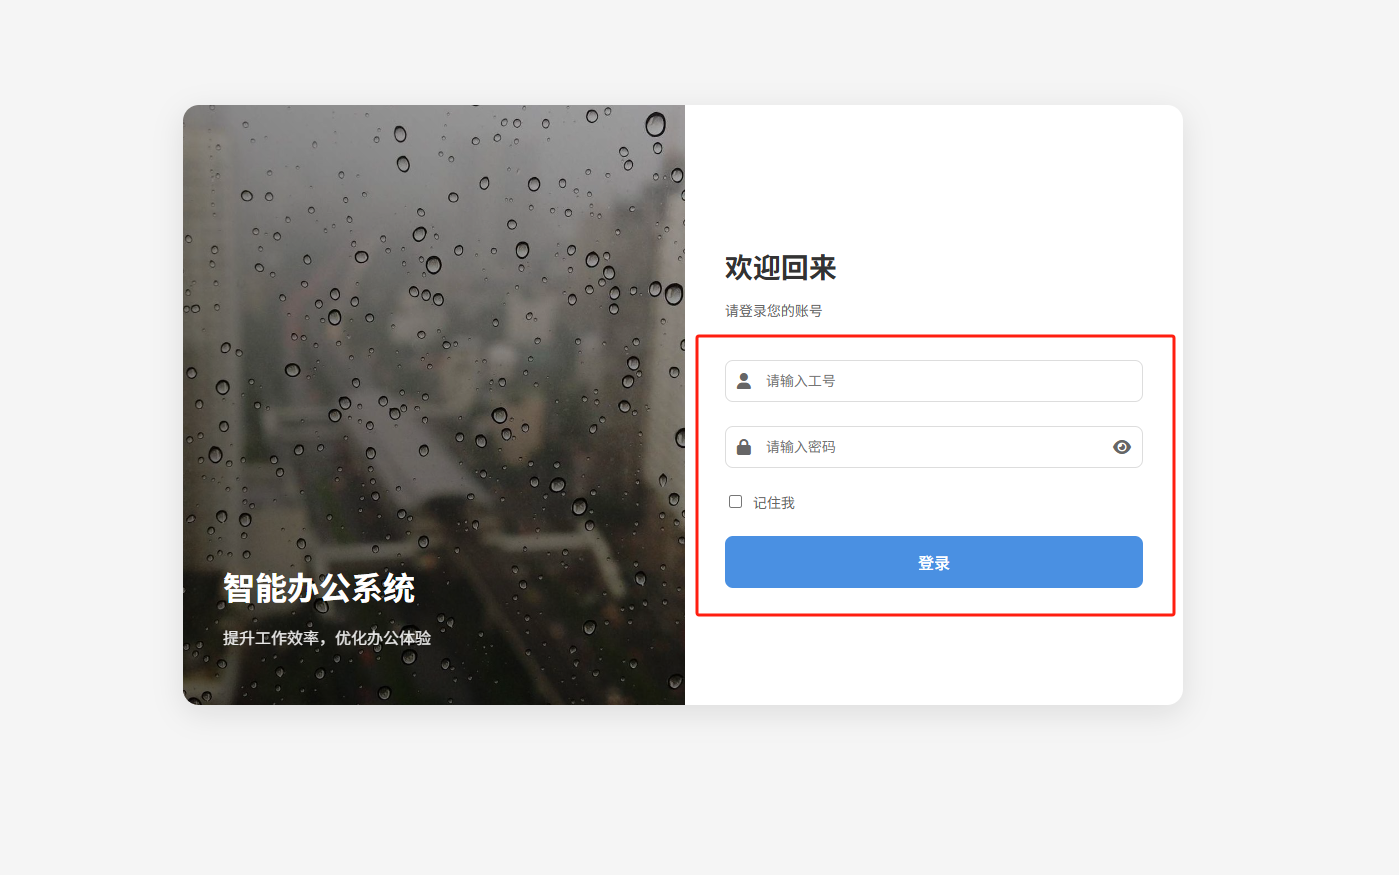 智能办公系统
提升工作效率，优化办公体验
欢迎回来
请登录您的账号
请输入工号
请输入密码
记住我
登录